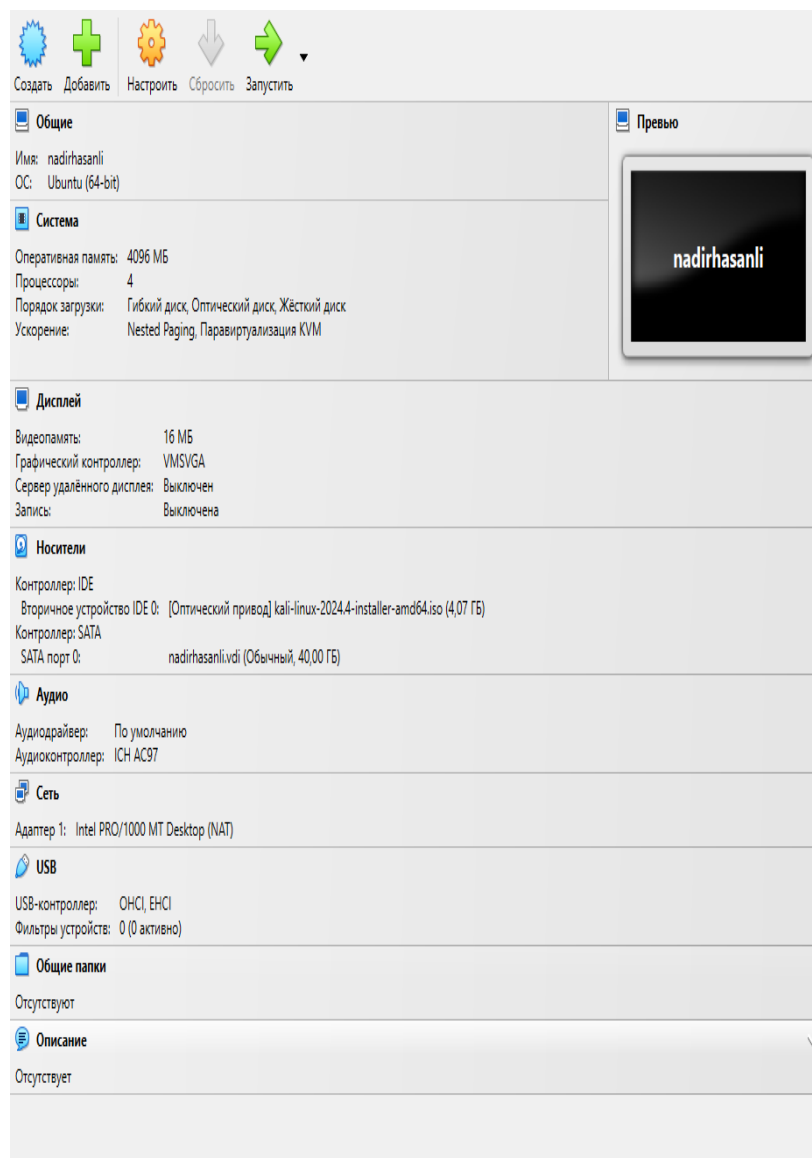 Создать Добавить Настроить Сбросить Запустить
Общие
Имя: nadirhasanli
ОС: Ubuntu (64-bit)
Превью
nadirhasanli
Система
Оперативная память: 4096 МБ
Процессоры: 4
Порядок загрузки: Гибкий диск, Оптический диск, Жёсткий диск
Ускорение: Nested Paging, Паравиртуализация KVM
Дисплей
Видеопамять: 16 МБ
Графический контроллер: VMSVGA
Сервер удалённого дисплея: Выключен
Запись: Выключена
Носители
Контроллер: IDE
Вторичное устройство IDE 0: [Оптический привод] kali-linux-2024.4-installer-amd64.iso (4,07 ГБ)
Контроллер: SATA
SATA порт 0: nadirhasanli.vdi (Обычный, 40,00 ГБ)
Аудио
Аудиодрайвер: По умолчанию
Аудиоконтроллер: ICH AC97
Сеть
Адаптер 1: Intel PRO/1000 MT Desktop (NAT)
USB
USB-контроллер: OHCI, EHCI
Фильтры устройств: 0 (0 активно)
Общие папки
Отсутствуют
Описание
Отсутствует